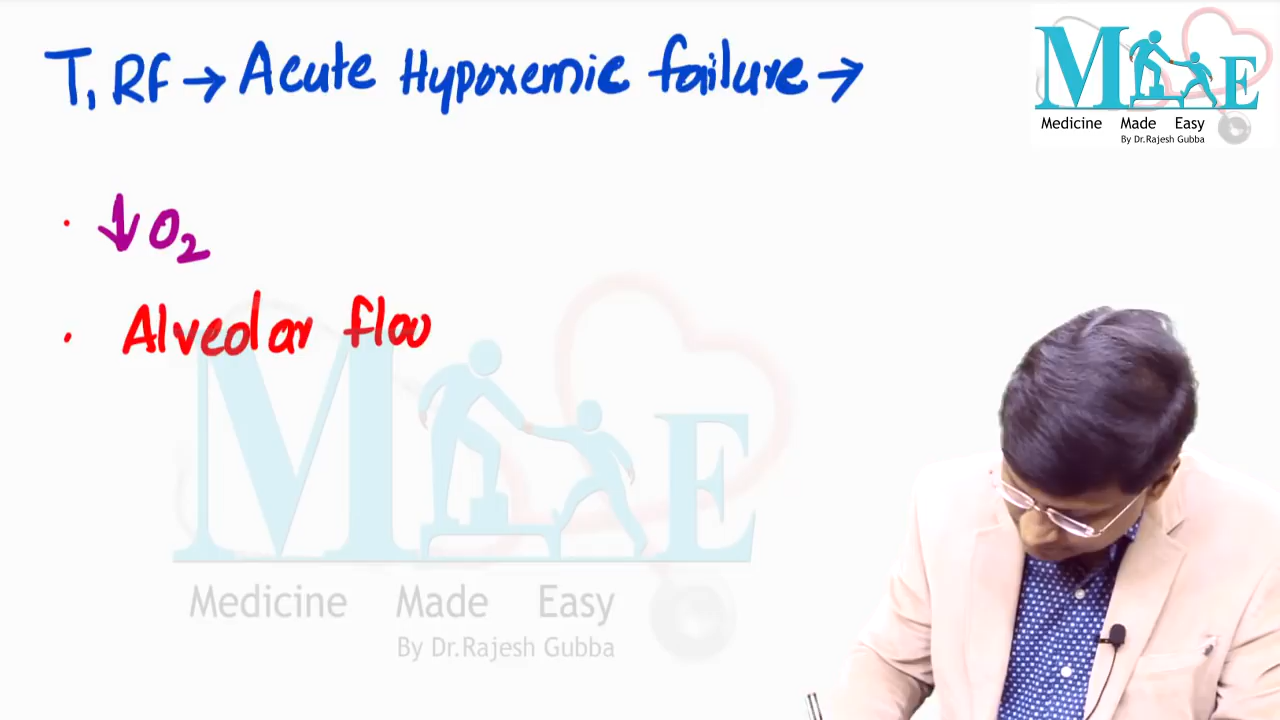 T1 RF → Acute Hypoxemic failure →
M E
Medicine Made Easy
By Dr.Rajesh Gubba
· ↓ O2
· Alveolar floo
M E
Medicine Made Easy
By Dr.Rajesh Gubba